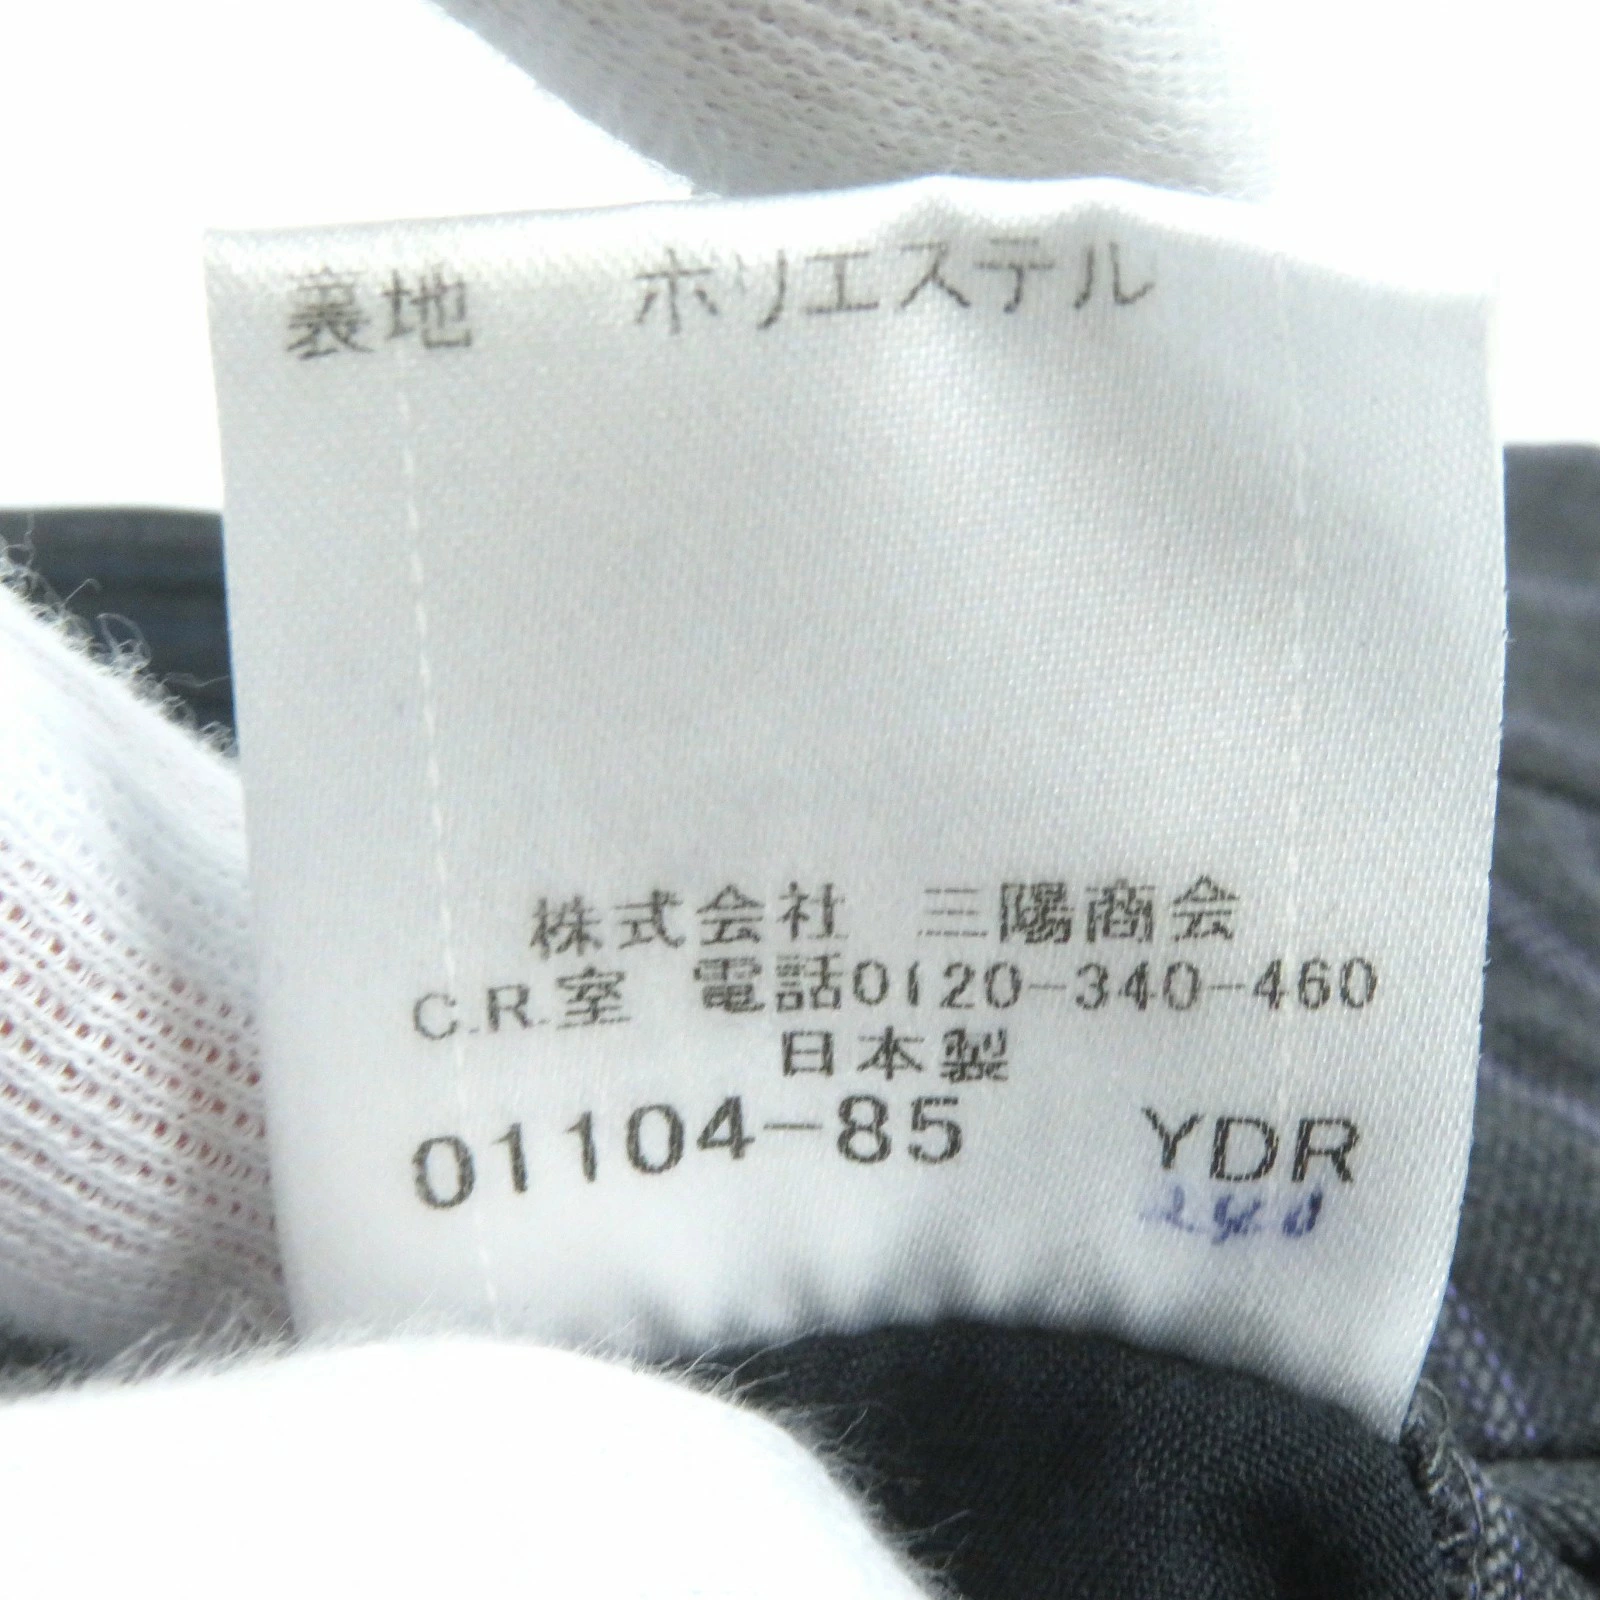 裏地　ポリエステル
株式会社　三陽商会
C.R.室　電話0120-340-460
日本製
01104-85　YDR